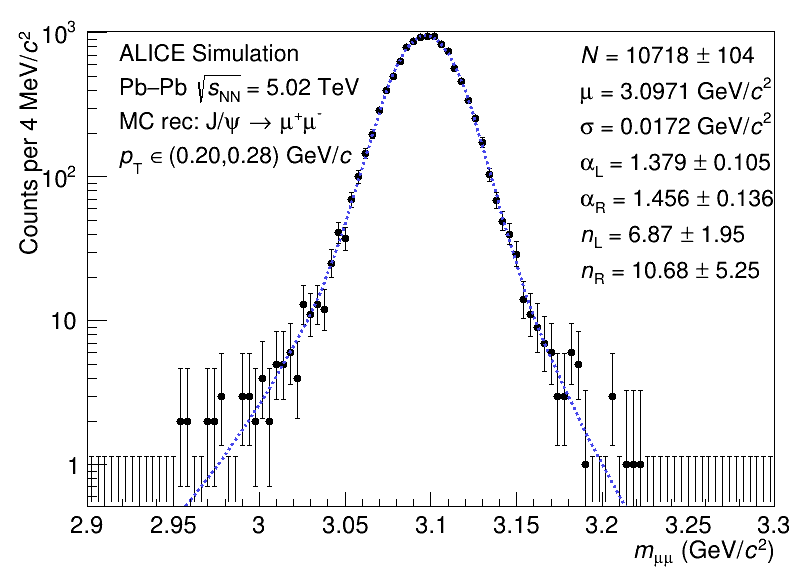 ALICE Simulation
Pb–Pb √sNN = 5.02 TeV
MC rec: J/ψ → μ⁺μ⁻
pT ∈ (0.20,0.28) GeV/c
N = 10718 ± 104
μ = 3.0971 GeV/c²
σ = 0.0172 GeV/c²
αL = 1.379 ± 0.105
αR = 1.456 ± 0.136
nL = 6.87 ± 1.95
nR = 10.68 ± 5.25
Counts per 4 MeV/c²
10³
10²
10
1
2.9 2.95 3 3.05 3.1 3.15 3.2 3.25 3.3
mμμ (GeV/c²)